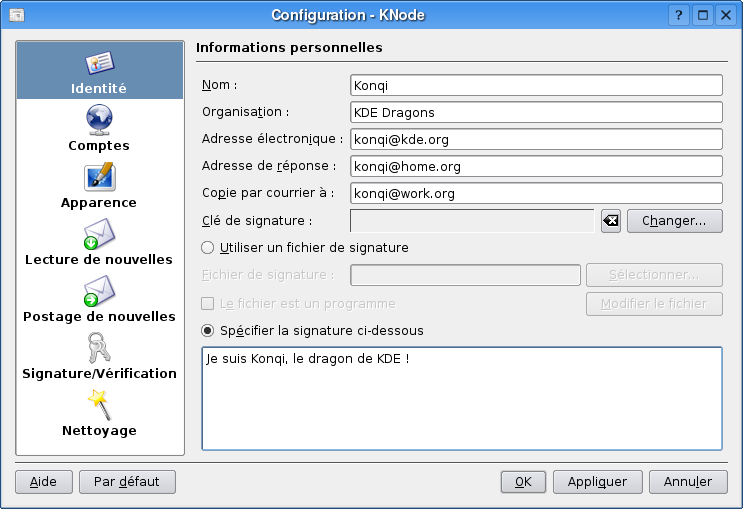 Configuration - KNode
Identité
Comptes
Apparence
Lecture de nouvelles
Postage de nouvelles
Signature/Vérification
Nettoyage
Informations personnelles
Nom : Konqi
Organisation : KDE Dragons
Adresse électronique : konqi@kde.org
Adresse de réponse : konqi@home.org
Copie par courrier à : konqi@work.org
Clé de signature : Changer...
Utiliser un fichier de signature
Fichier de signature : Sélectionner...
Le fichier est un programme Modifier le fichier
Spécifier la signature ci-dessous
Je suis Konqi, le dragon de KDE !
Aide Par défaut OK Appliquer Annuler